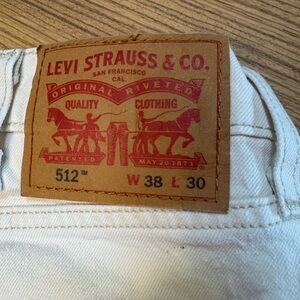 LEVI STRAUSS & CO.
SAN FRANCISCO
CAL.
ORIGINAL RIVETED
QUALITY CLOTHING
PATENTED MAY 20 1873
512™ W 38 L 30